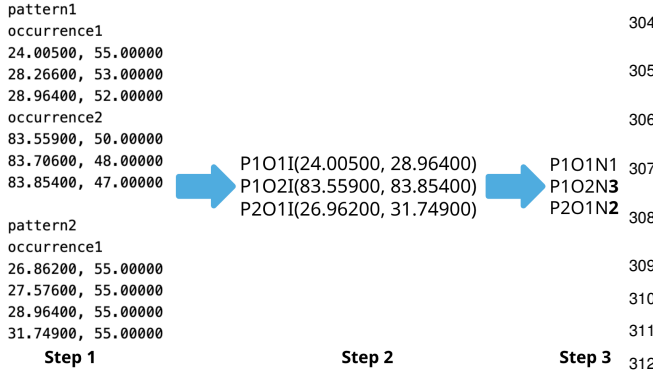 pattern1
occurrence1
24.00500, 55.00000
28.26600, 53.00000
28.96400, 52.00000
occurrence2
83.55900, 50.00000
83.70600, 48.00000
83.85400, 47.00000
pattern2
occurrence1
26.86200, 55.00000
27.57600, 55.00000
28.96400, 55.00000
31.74900, 55.00000
Step 1
P1O1I(24.00500, 28.96400)
P1O2I(83.55900, 83.85400)
P2O1I(26.96200, 31.74900)
Step 2
P1O1N1
P1O2N3
P2O1N2
Step 3
304
305
306
307
308
309
310
311
312